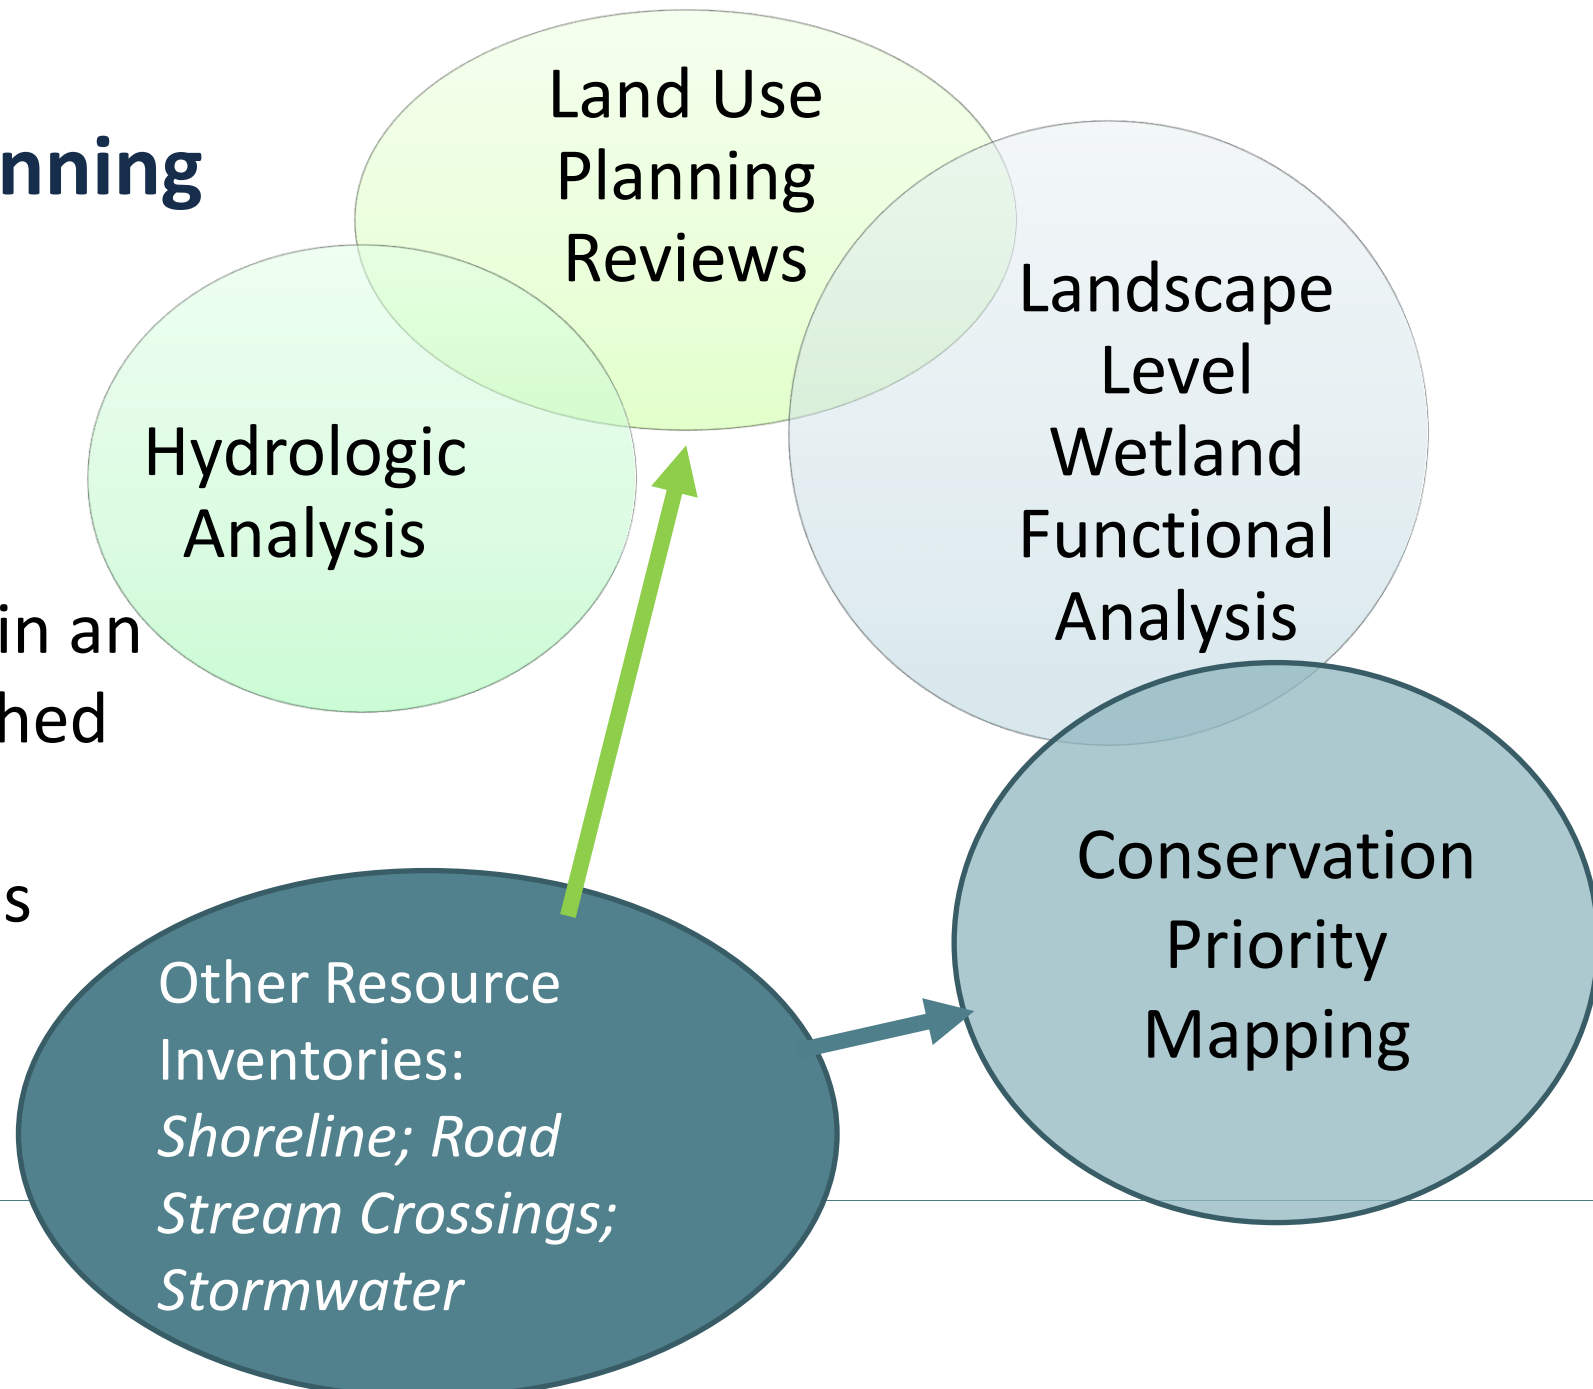 nning
in an
hed
s
Land Use
Planning
Reviews
Hydrologic
Analysis
Landscape
Level
Wetland
Functional
Analysis
Conservation
Priority
Mapping
Other Resource
Inventories:
Shoreline; Road
Stream Crossings;
Stormwater